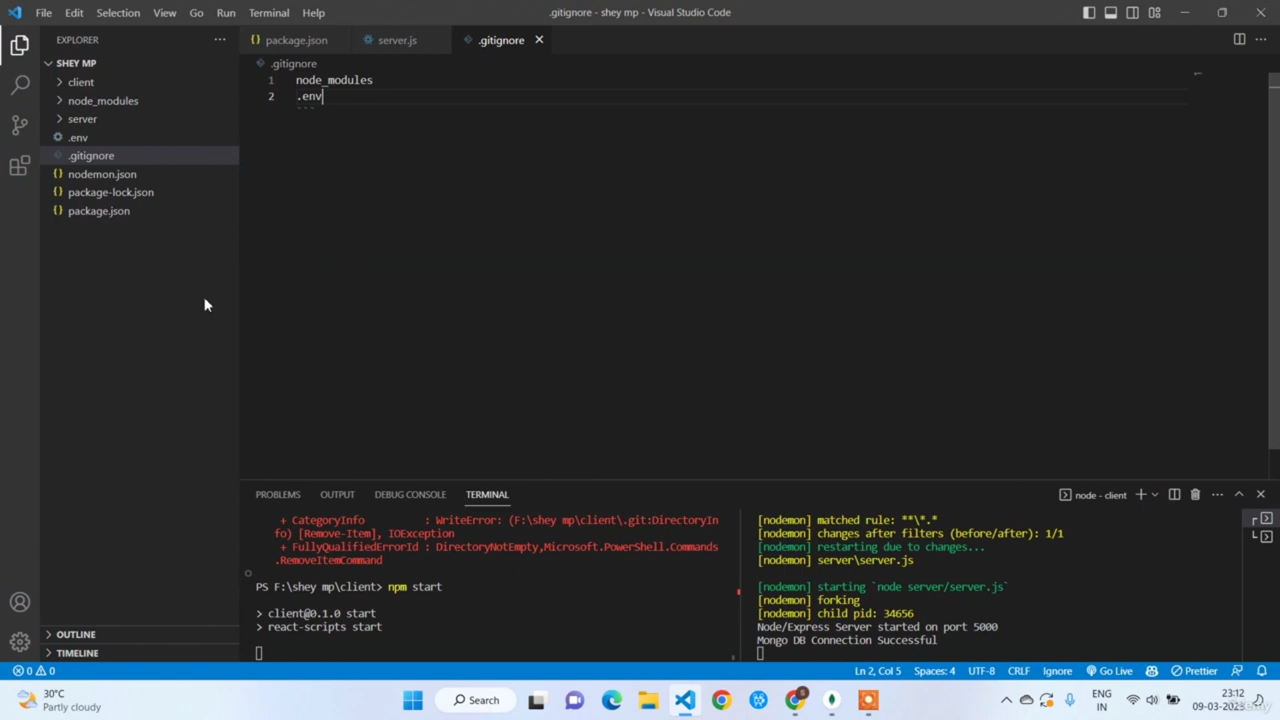 File Edit Selection View Go Run Terminal Help
.gitignore - shey mp - Visual Studio Code
EXPLORER
SHEY MP
client
node_modules
server
.env
.gitignore
nodemon.json
package-lock.json
package.json
OUTLINE
TIMELINE
package.json
server.js
.gitignore
.gitignore
1 node_modules
2 .env
PROBLEMS OUTPUT DEBUG CONSOLE TERMINAL
node - client
+ CategoryInfo : WriteError: (F:\shey mp\client\.git:DirectoryIn
fo) [Remove-Item], IOException
+ FullyQualifiedErrorId : DirectoryNotEmpty,Microsoft.PowerShell.Commands
.RemoveItemCommand
PS F:\shey mp\client> npm start
> client@0.1.0 start
> react-scripts start
[nodemon] matched rule: **\*.*
[nodemon] changes after filters (before/after): 1/1
[nodemon] restarting due to changes...
[nodemon] server\server.js
[nodemon] starting `node server/server.js`
[nodemon] forking
[nodemon] child pid: 34656
Node/Express Server started on port 5000
Mongo DB Connection Successful
0 0
Ln 2, Col 5 Spaces: 4 UTF-8 CRLF Ignore Go Live Prettier
30°C
Partly cloudy
Search
ENG
IN
23:12
09-03-2023